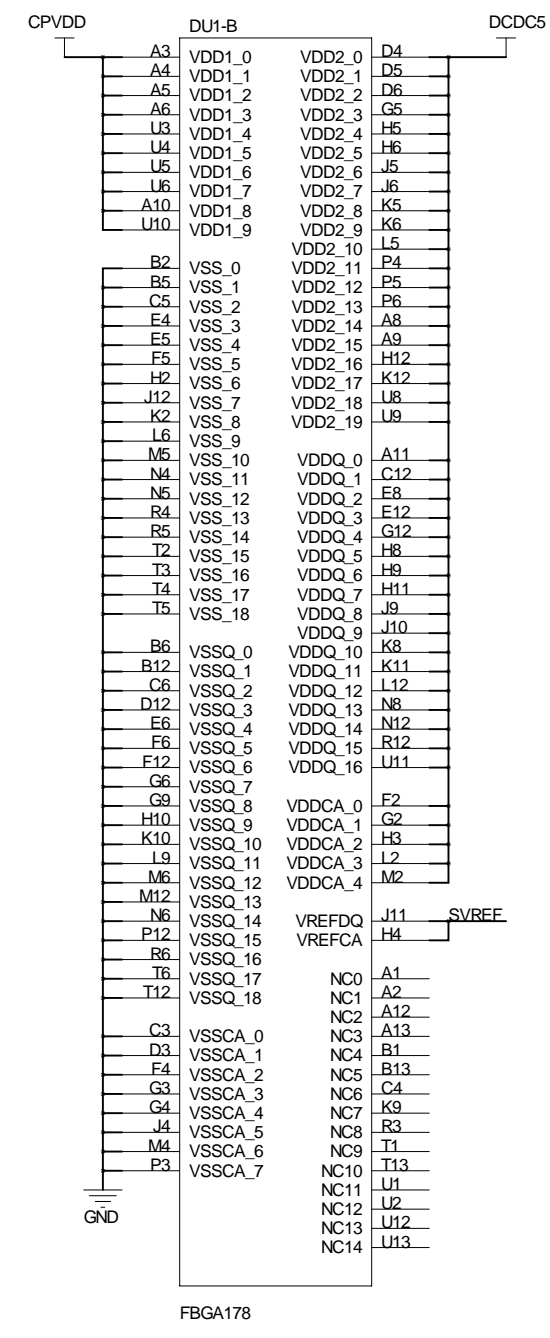 CPVDD DU1-B DCDC5
A3 VDD1_0 VDD2_0 D4
A4 VDD1_1 VDD2_1 D5
A5 VDD1_2 VDD2_2 D6
A6 VDD1_3 VDD2_3 G5
U3 VDD1_4 VDD2_4 H5
U4 VDD1_5 VDD2_5 H6
U5 VDD1_6 VDD2_6 J5
U6 VDD1_7 VDD2_7 J6
A10 VDD1_8 VDD2_8 K5
U10 VDD1_9 VDD2_9 K6
VDD2_10 L5
B2 VSS_0 VDD2_11 P4
B5 VSS_1 VDD2_12 P5
C5 VSS_2 VDD2_13 P6
E4 VSS_3 VDD2_14 A8
E5 VSS_4 VDD2_15 A9
F5 VSS_5 VDD2_16 H12
H2 VSS_6 VDD2_17 K12
J12 VSS_7 VDD2_18 U8
K2 VSS_8 VDD2_19 U9
L6 VSS_9
M5 VSS_10 VDDQ_0 A11
N4 VSS_11 VDDQ_1 C12
N5 VSS_12 VDDQ_2 E8
R4 VSS_13 VDDQ_3 E12
R5 VSS_14 VDDQ_4 G12
T2 VSS_15 VDDQ_5 H8
T3 VSS_16 VDDQ_6 H9
T4 VSS_17 VDDQ_7 H11
T5 VSS_18 VDDQ_8 J9
VDDQ_9 J10
B6 VSSQ_0 VDDQ_10 K8
B12 VSSQ_1 VDDQ_11 K11
C6 VSSQ_2 VDDQ_12 L12
D12 VSSQ_3 VDDQ_13 N8
E6 VSSQ_4 VDDQ_14 N12
F6 VSSQ_5 VDDQ_15 R12
F12 VSSQ_6 VDDQ_16 U11
G6 VSSQ_7
G9 VSSQ_8 VDDCA_0 F2
H10 VSSQ_9 VDDCA_1 G2
K10 VSSQ_10 VDDCA_2 H3
L9 VSSQ_11 VDDCA_3 L2
M6 VSSQ_12 VDDCA_4 M2
M12 VSSQ_13
N6 VSSQ_14 VREFDQ J11 SVREF
P12 VSSQ_15 VREFCA H4
R6 VSSQ_16
T6 VSSQ_17 NC0 A1
T12 VSSQ_18 NC1 A2
NC2 A12
C3 VSSCA_0 NC3 A13
D3 VSSCA_1 NC4 B1
F4 VSSCA_2 NC5 B13
G3 VSSCA_3 NC6 C4
G4 VSSCA_4 NC7 K9
J4 VSSCA_5 NC8 R3
M4 VSSCA_6 NC9 T1
P3 VSSCA_7 NC10 T13
NC11 U1
GND NC12 U2
NC13 U12
NC14 U13
FBGA178